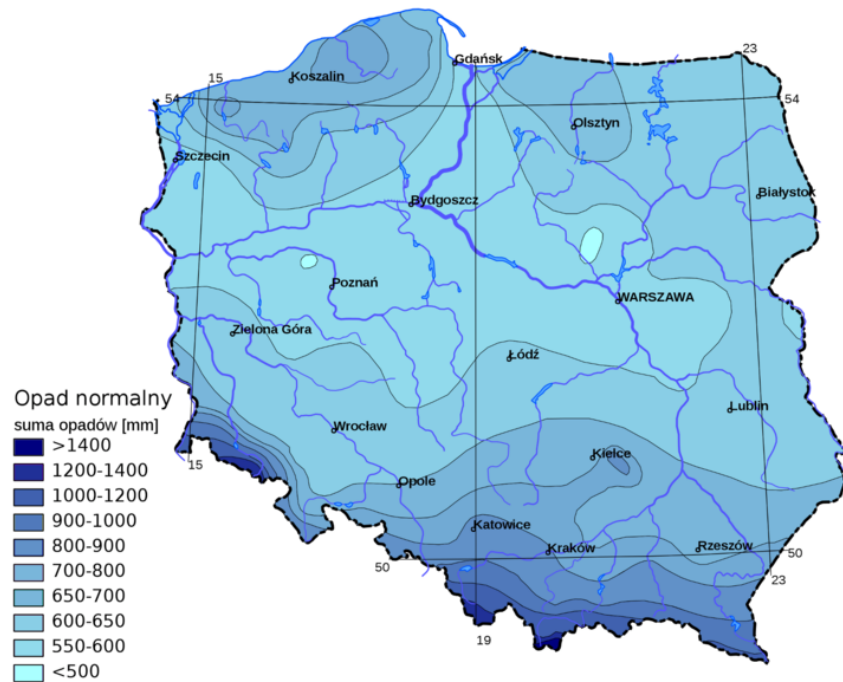 23
Gdańsk
15
Koszalin
54
54
Olsztyn
Szczecin
Białystok
Bydgoszcz
Poznań
WARSZAWA
Zielona Góra
Łódź
Opad normalny
suma opadów [mm]
>1400
1200-1400
1000-1200
900-1000
800-900
700-800
650-700
600-650
550-600
<500
Lublin
Wrocław
Kielce
15
Opole
Katowice
Kraków
Rzeszów
50
50
23
19